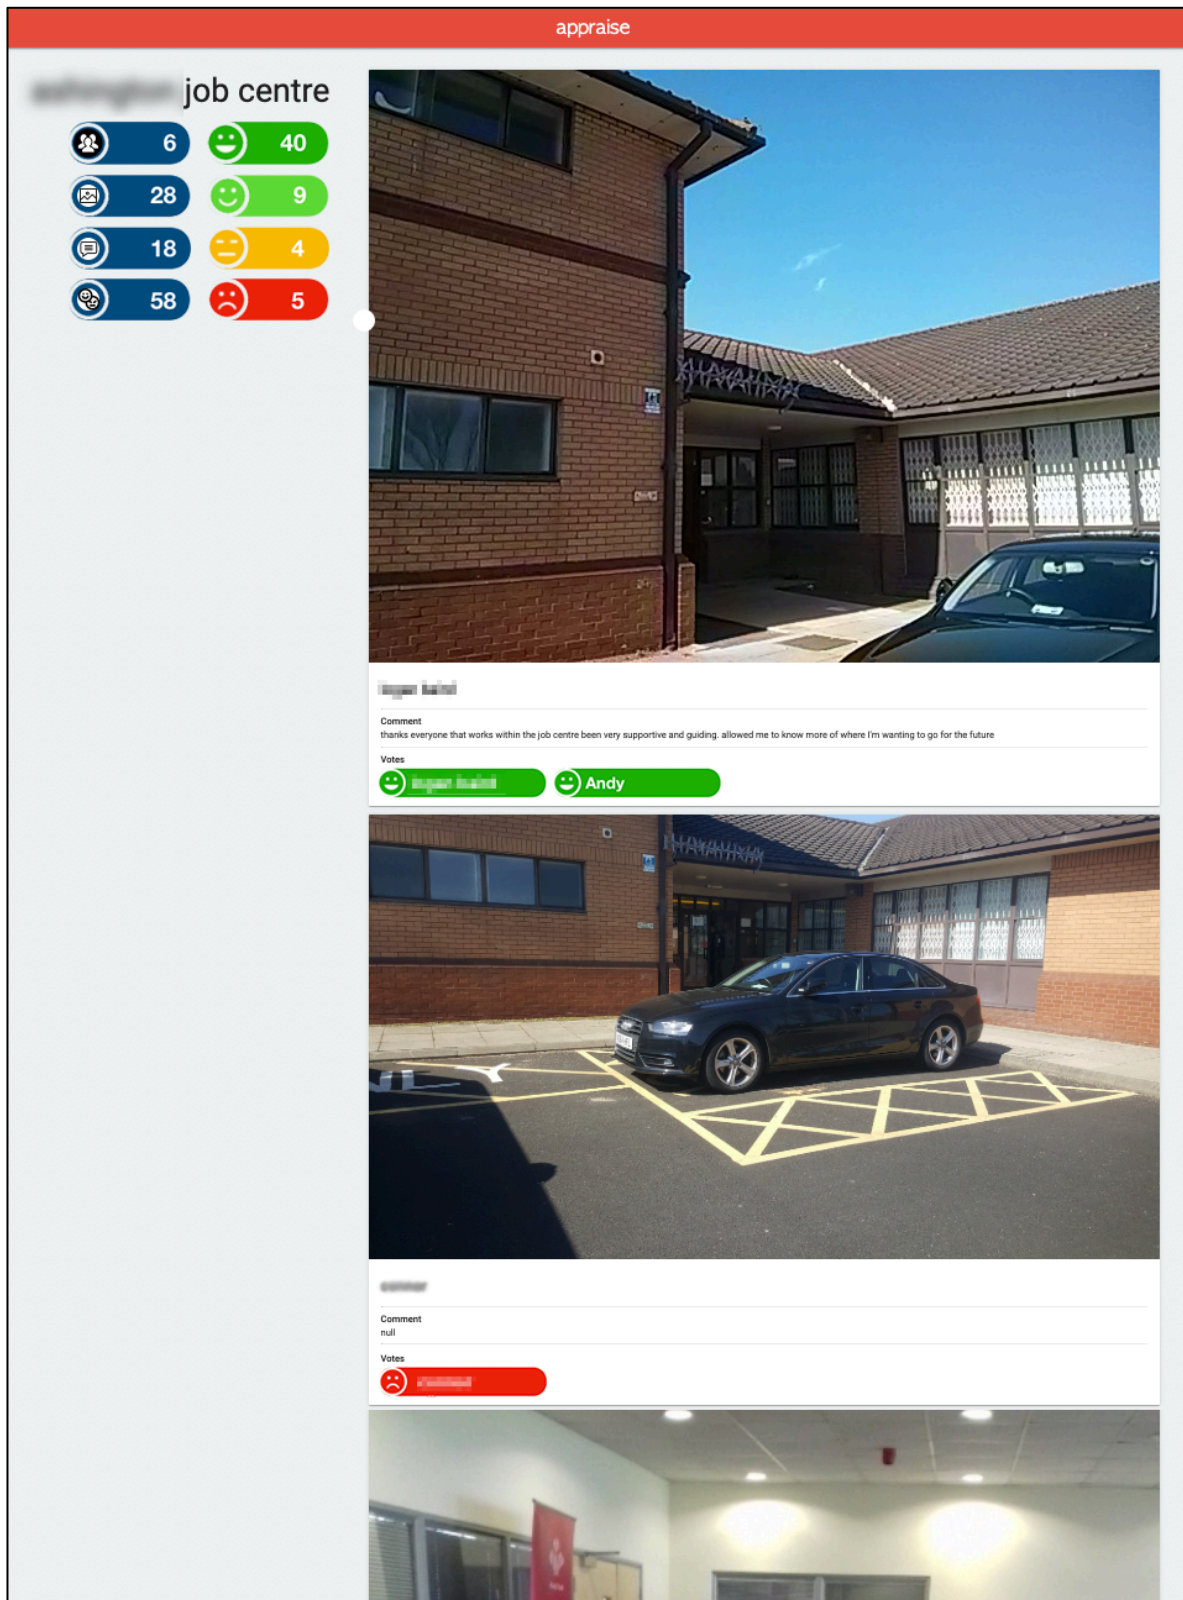 appraise
job centre
6
40
28
9
18
4
58
5
Comment
thanks everyone that works within the job centre been very supportive and guiding. allowed me to know more of where I'm wanting to go for the future
Votes
Andy
Comment
null
Votes